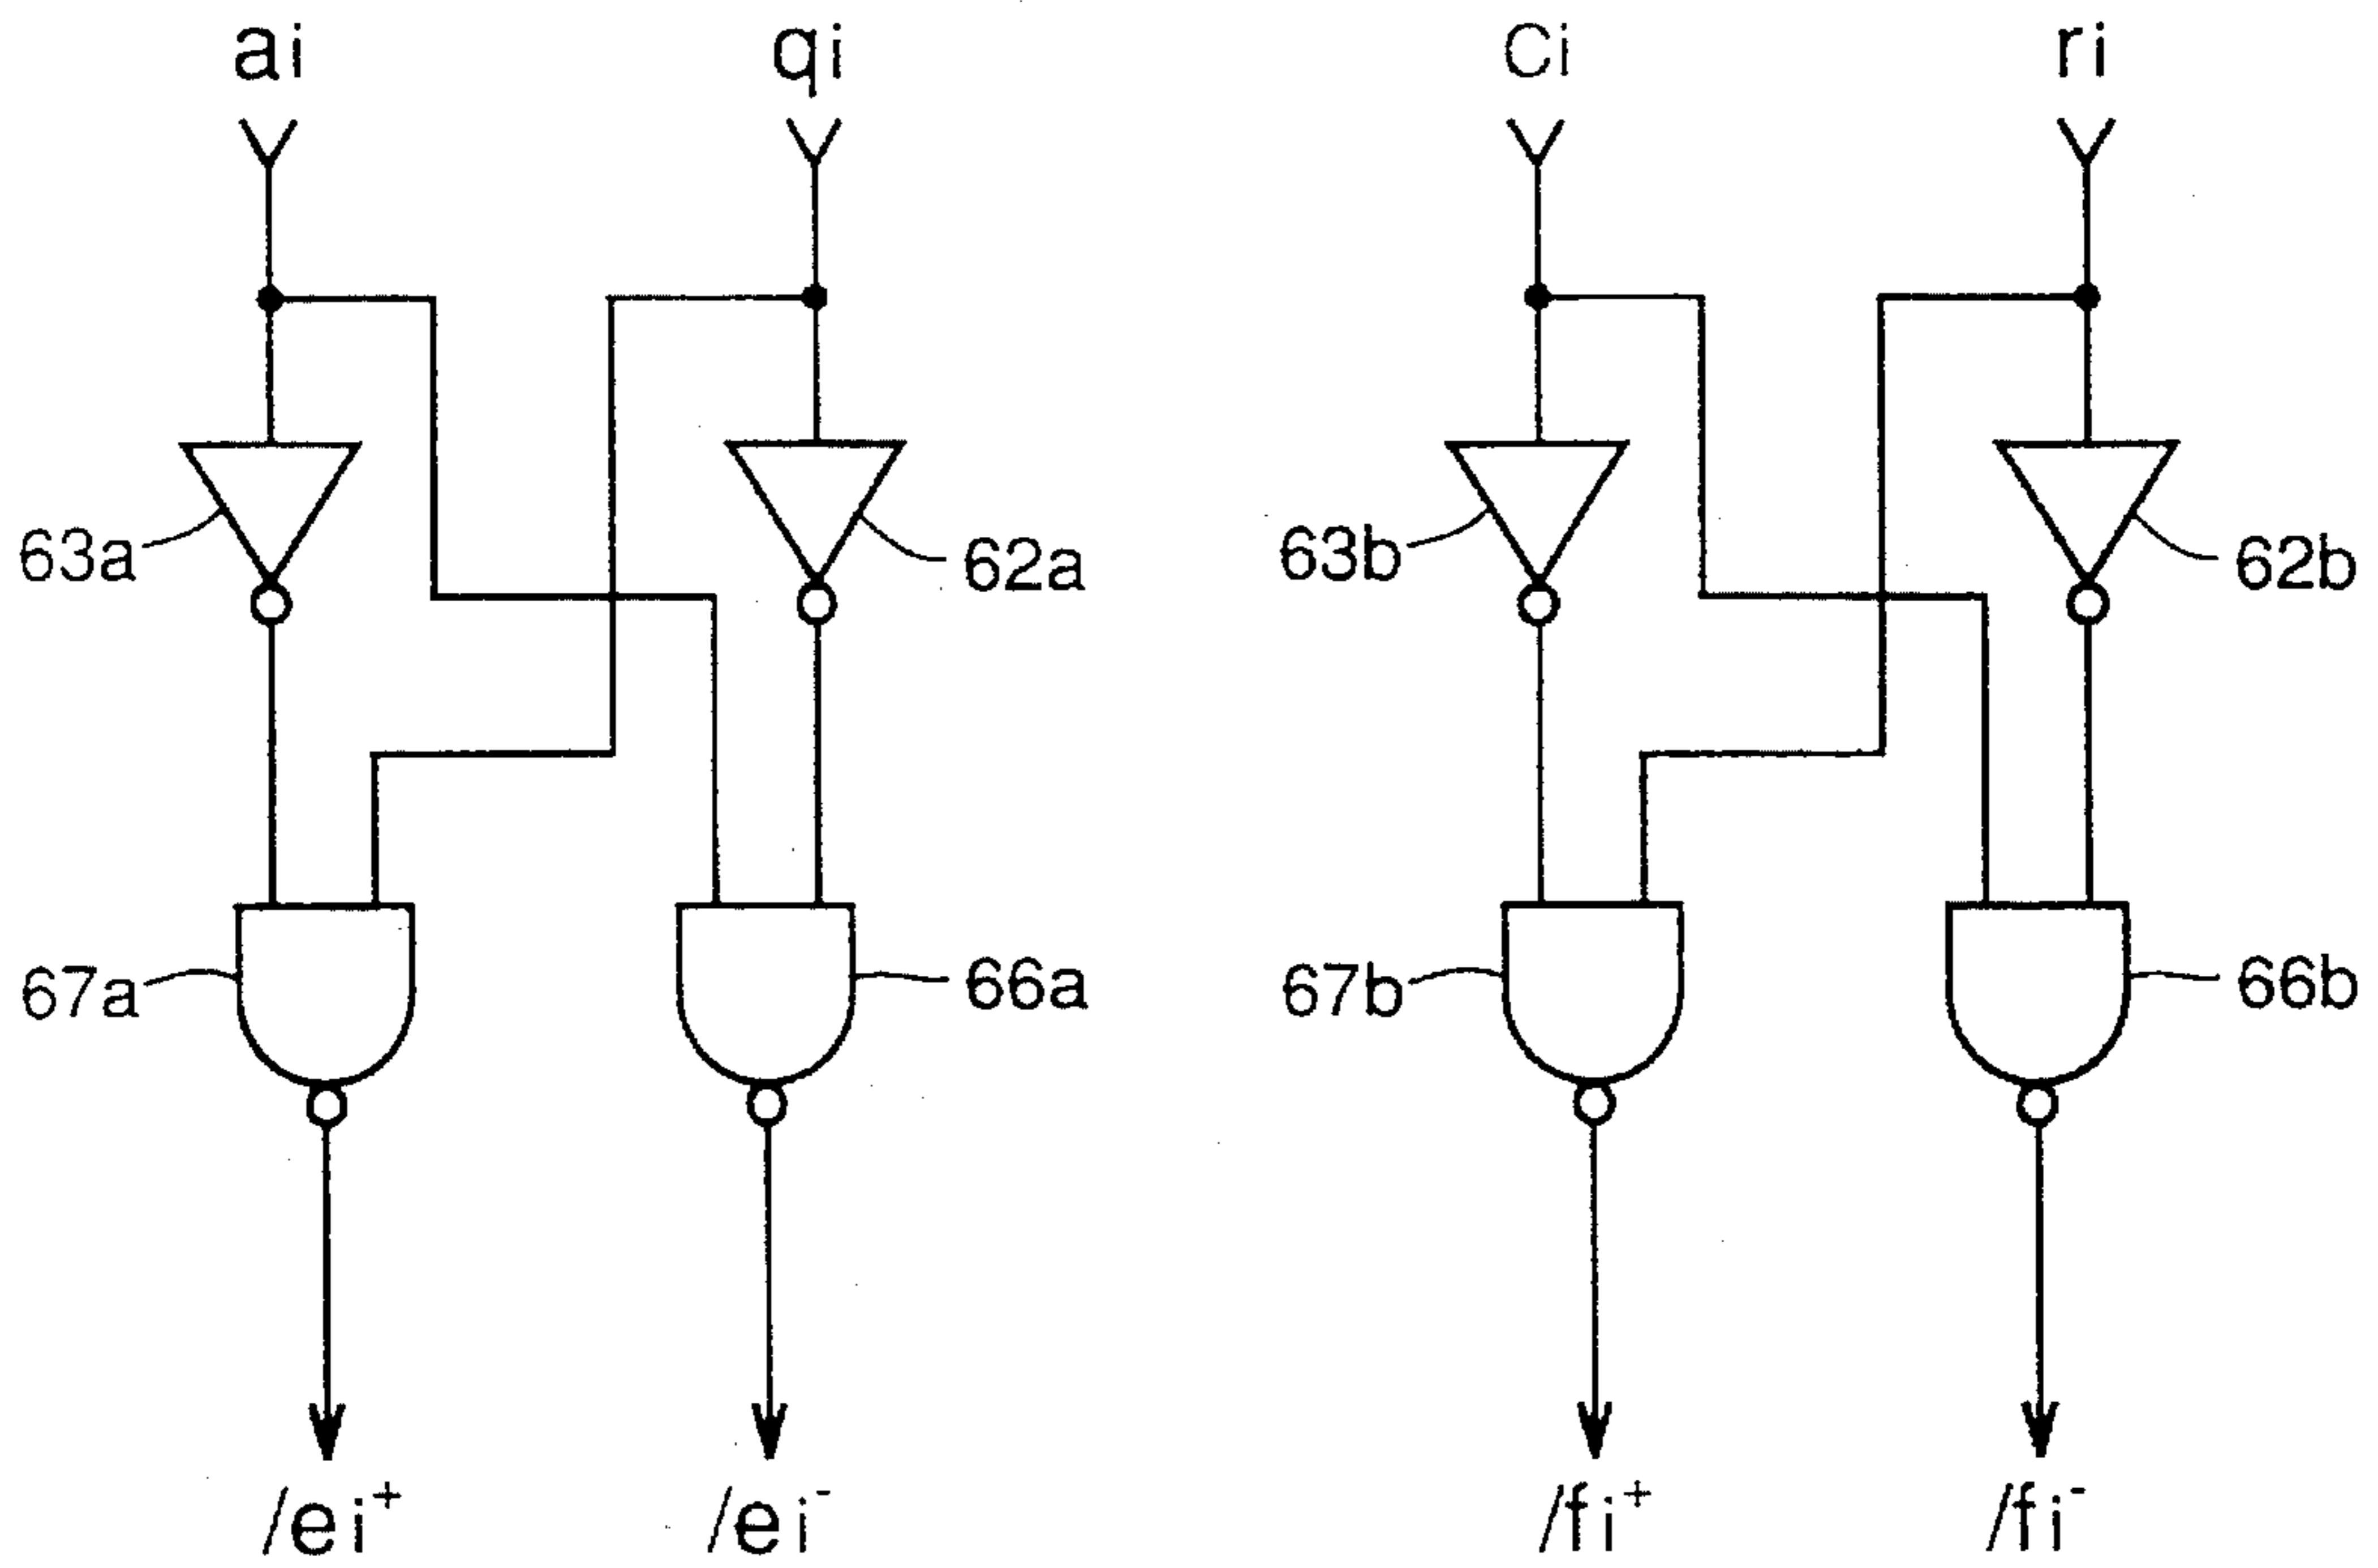 ai qi ci ri
63a 62a 63b 62b
67a 66a 67b 66b
/ei+ /ei- /fi+ /fi-